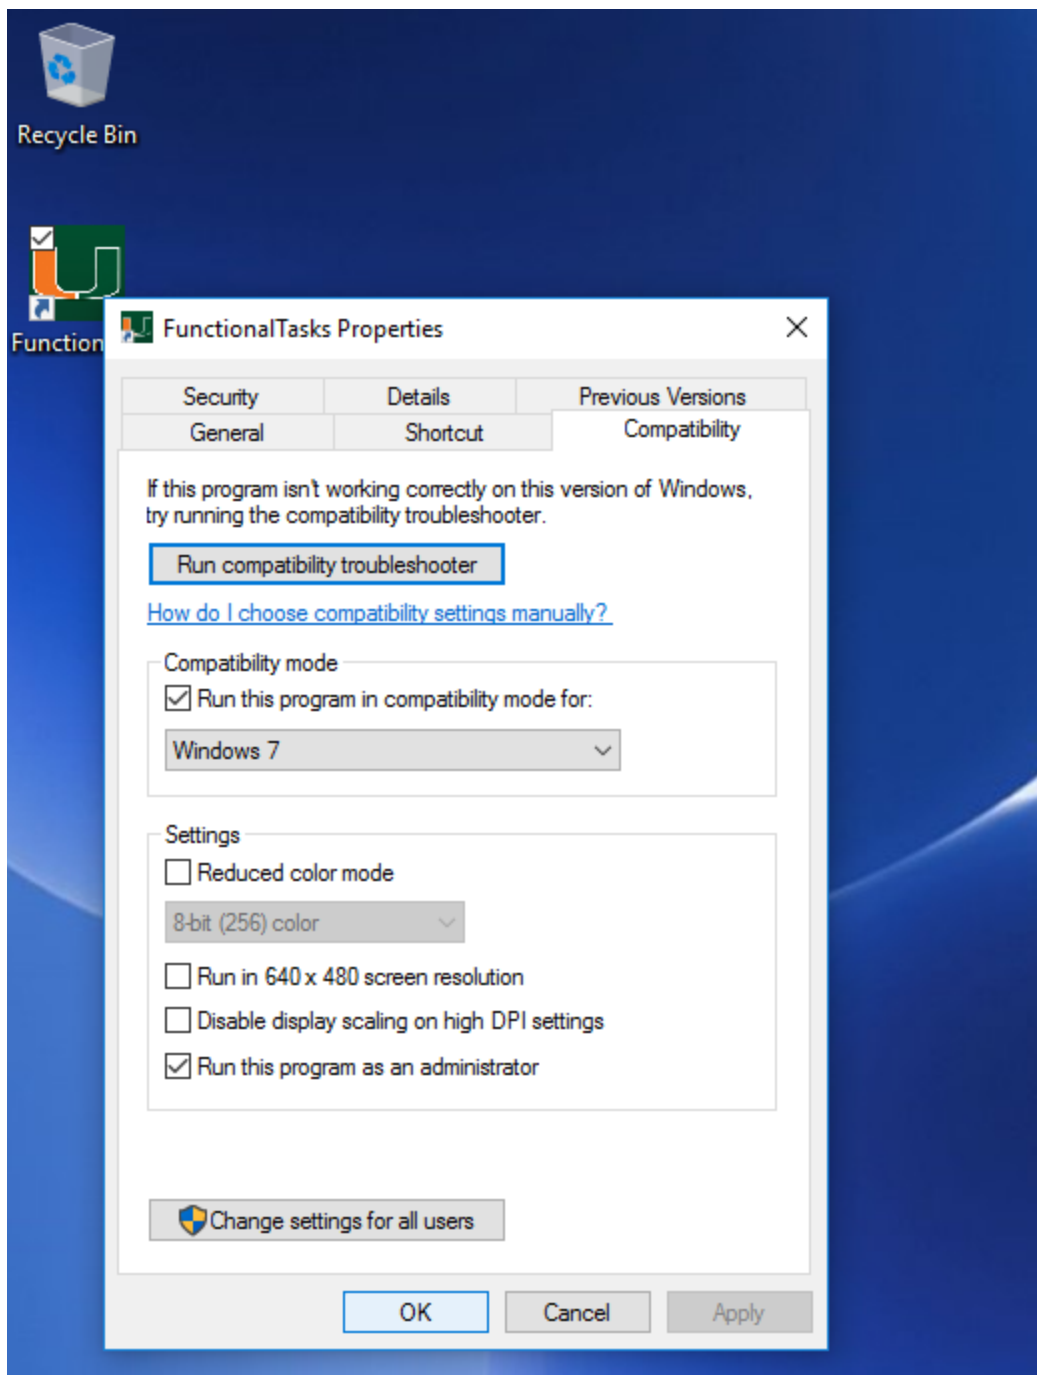 Recycle Bin
Function
FunctionalTasks Properties
Security Details Previous Versions
General Shortcut Compatibility
If this program isn't working correctly on this version of Windows,
try running the compatibility troubleshooter.
Run compatibility troubleshooter
How do I choose compatibility settings manually?
Compatibility mode
Run this program in compatibility mode for:
Windows 7
Settings
Reduced color mode
8-bit (256) color
Run in 640 x 480 screen resolution
Disable display scaling on high DPI settings
Run this program as an administrator
Change settings for all users
OK Cancel Apply